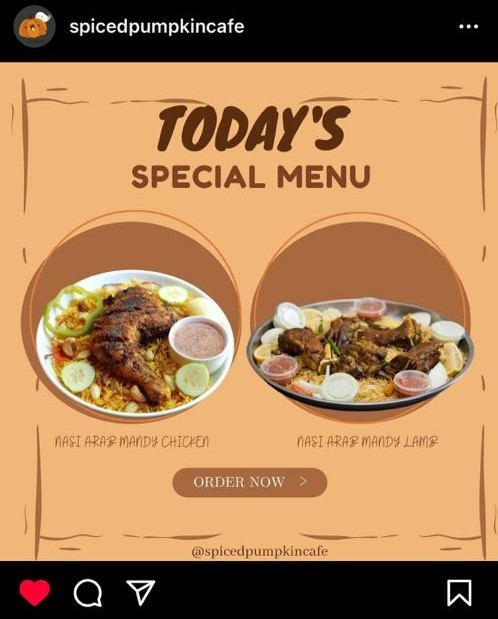 spicedpumpkincafe
TODAY'S
SPECIAL MENU
NASI ARAB MANDY CHICKEN
NASI ARAB MANDY LAMB
ORDER NOW >
@spicedpumpkincafe